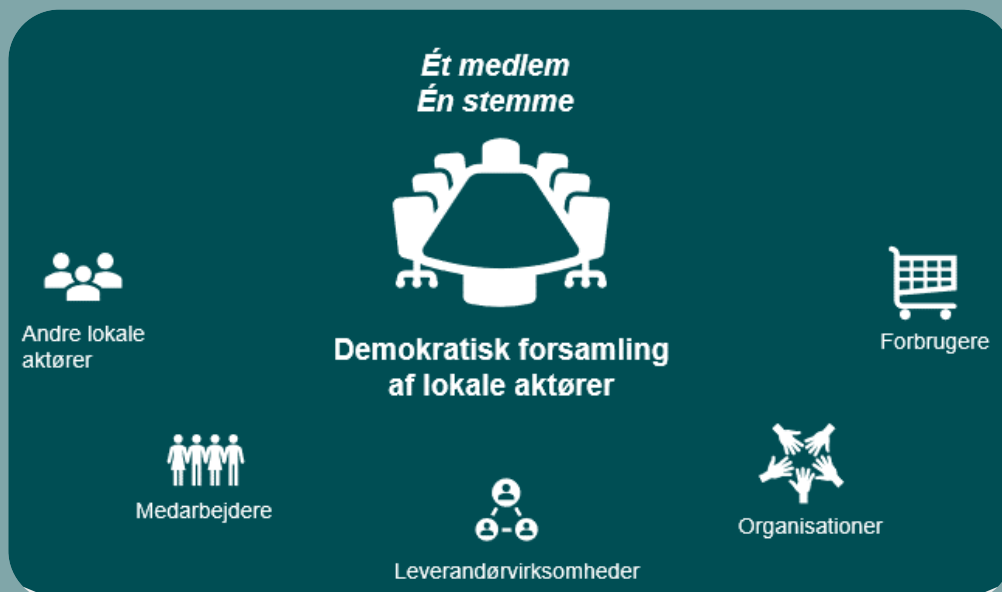 Ét medlem
Én stemme
Demokratisk forsamling
af lokale aktører
Andre lokale
aktører
Medarbejdere
Leverandørvirksomheder
Organisationer
Forbrugere